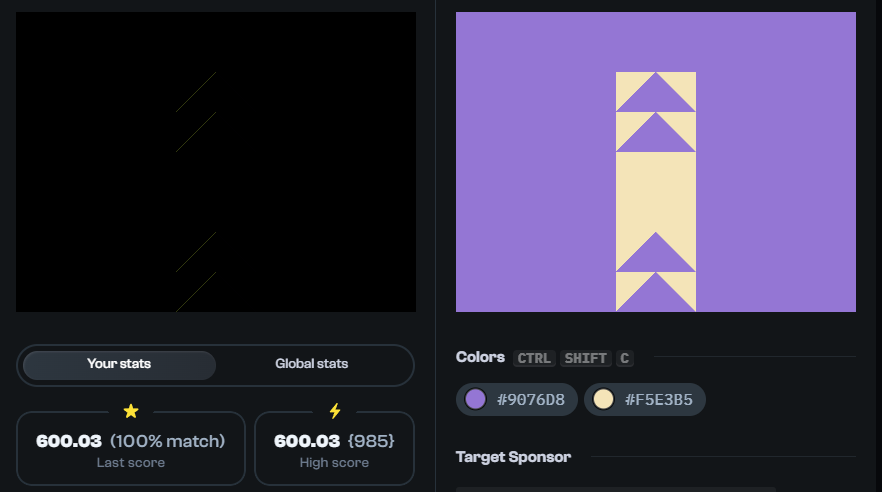 Colors CTRL SHIFT C
Your stats Global stats
#9076D8 #F5E3B5
600.03 (100% match) 600.03 {985}
Last score High score
Target Sponsor